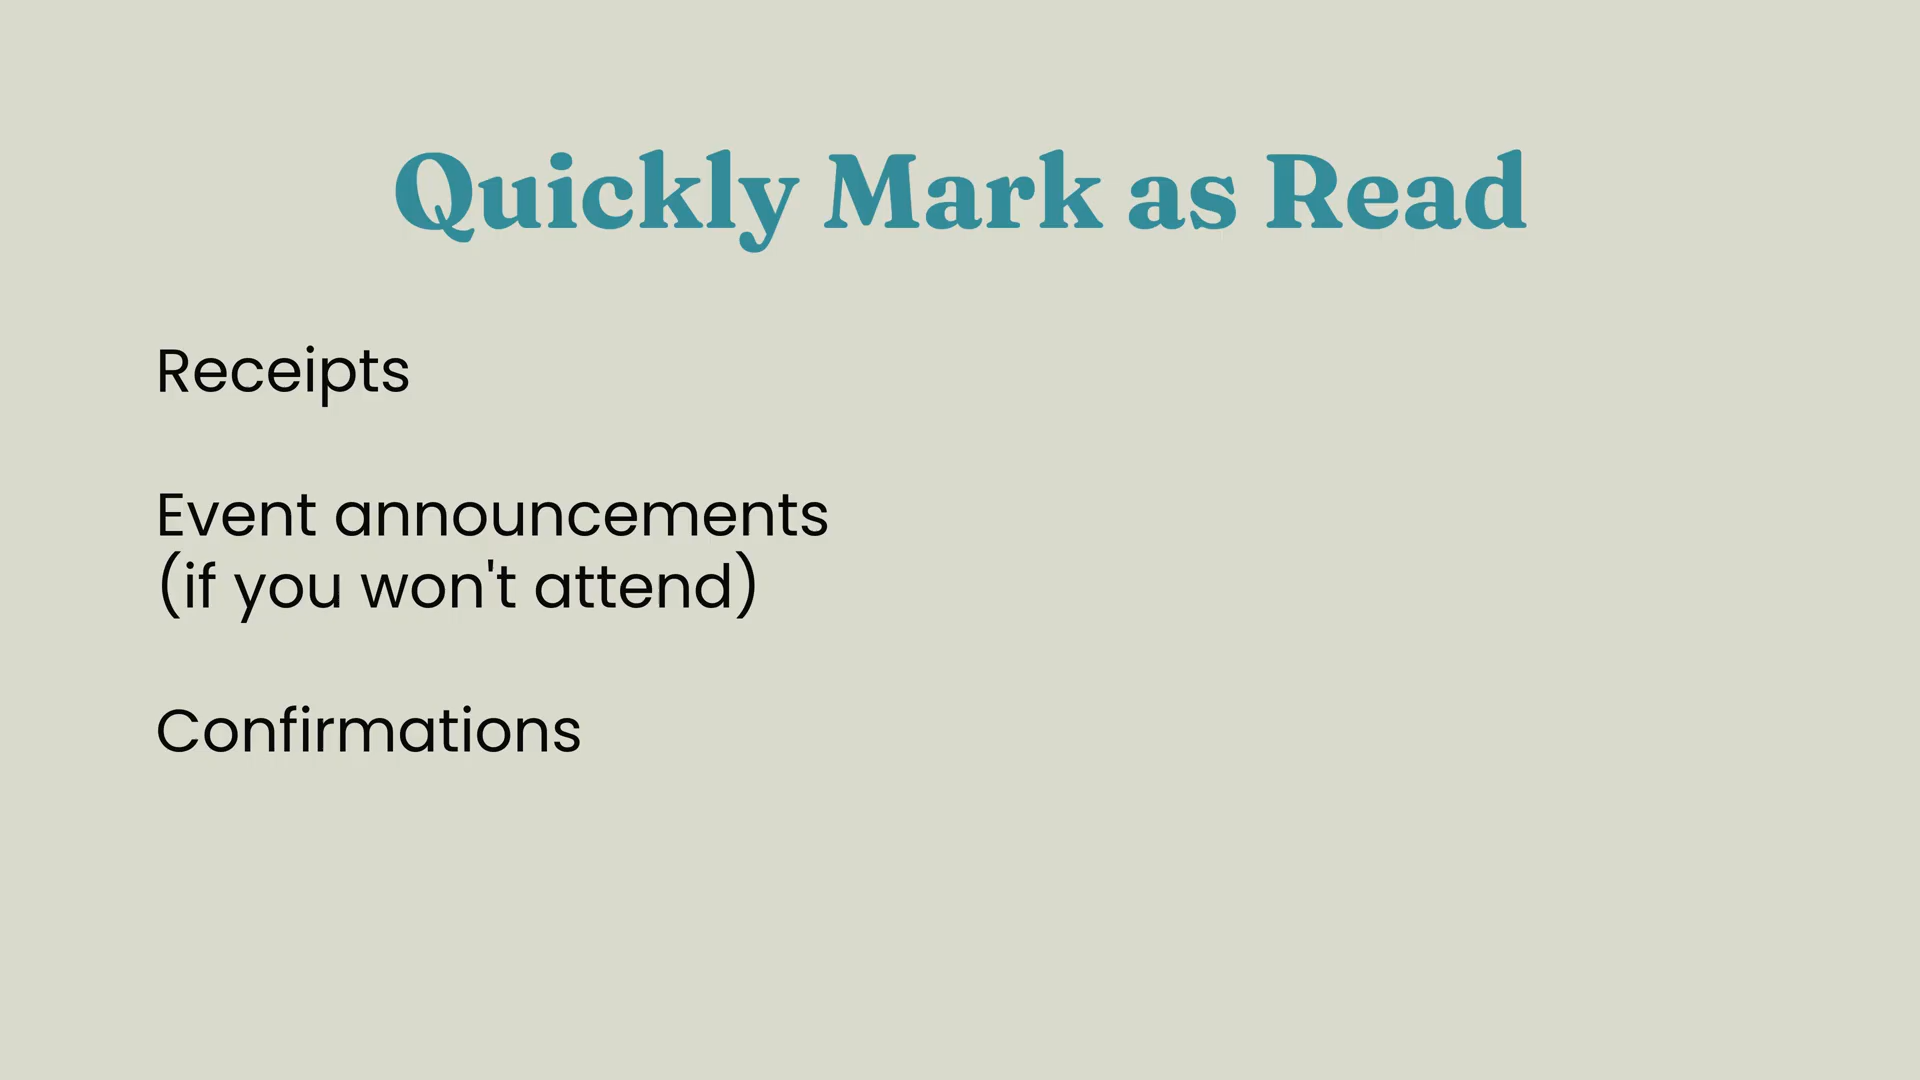 Quickly Mark as Read
Receipts
Event announcements
(if you won't attend)
Confirmations